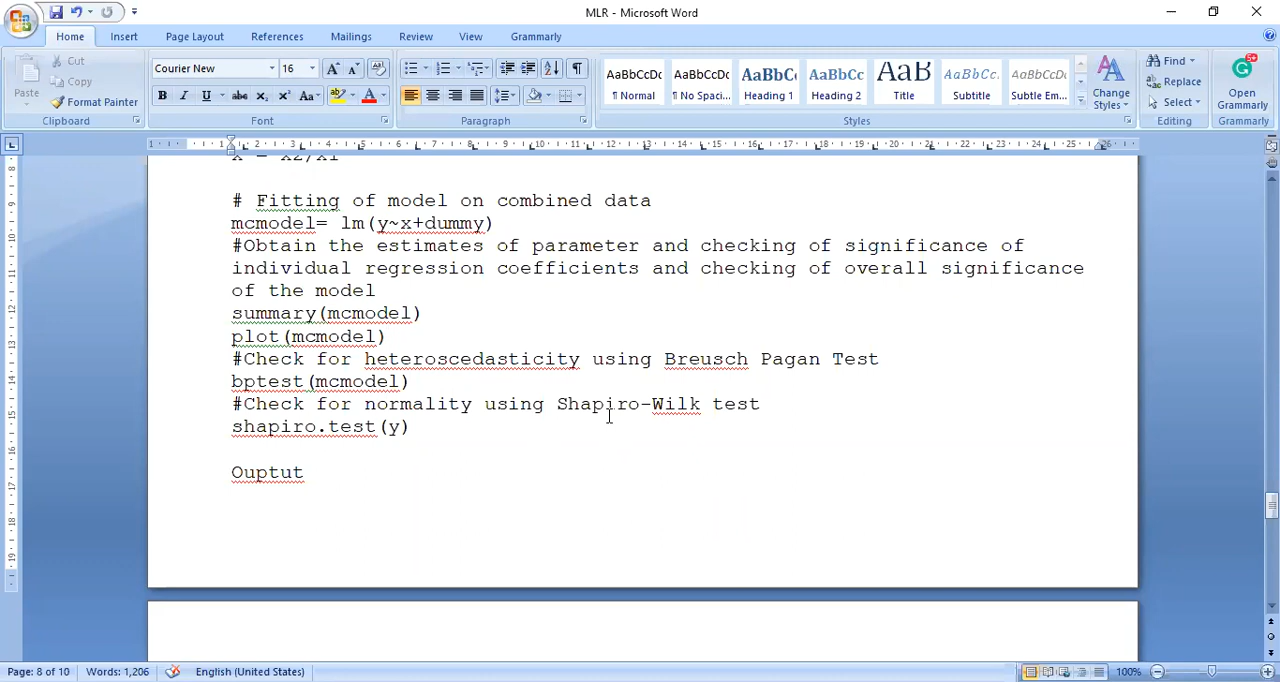 MLR - Microsoft Word
Home Insert Page Layout References Mailings Review View Grammarly
Cut
Copy
Paste
Format Painter
Clipboard
Courier New 16
Font
Paragraph
AaBbCcDc AaBbCcDc AaBbC AaBbCc AaB AaBbCc. AaBbCcDc
¶ Normal ¶ No Spaci... Heading 1 Heading 2 Title Subtitle Subtle Em...
Change Styles
Styles
Find
Replace
Select
Editing
Open Grammarly
Grammarly
x = x2/x1
# Fitting of model on combined data
mcmodel= lm(y~x+dummy)
#Obtain the estimates of parameter and checking of significance of
individual regression coefficients and checking of overall significance
of the model
summary(mcmodel)
plot(mcmodel)
#Check for heteroscedasticity using Breusch Pagan Test
bptest(mcmodel)
#Check for normality using Shapiro-Wilk test
shapiro.test(y)
Ouptut
Page: 8 of 10 Words: 1,206 English (United States) 100%